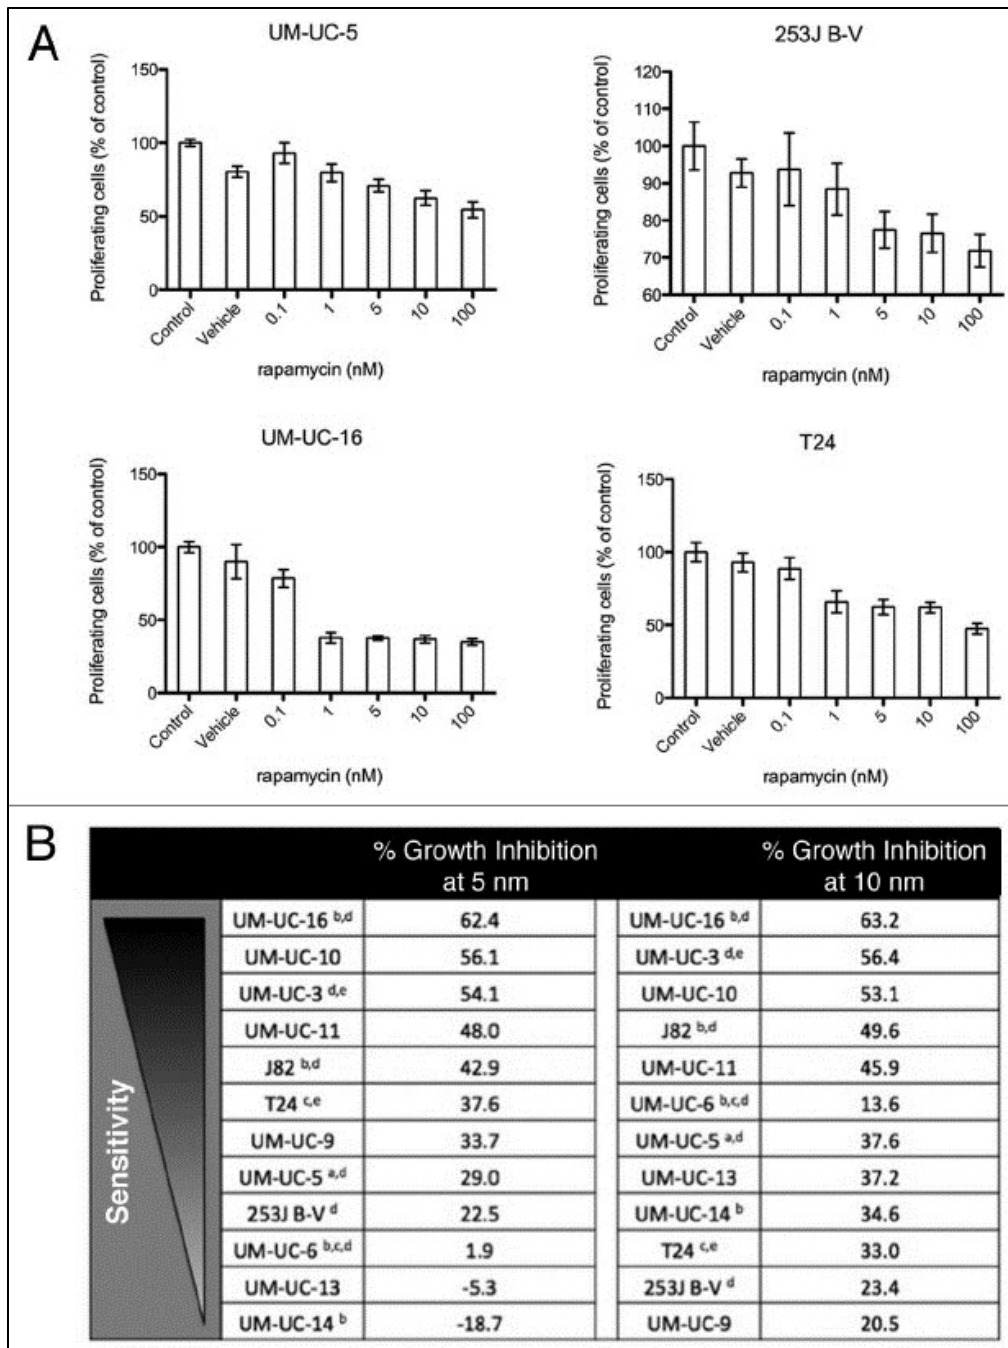 A
UM-UC-5
Proliferating cells (% of control)
150
100
50
0
Control
Vehicle
0.1
1
5
10
100
rapamycin (nM)
253J B-V
Proliferating cells (% of control)
120
110
100
90
80
70
60
Control
Vehicle
0.1
1
5
10
100
rapamycin (nM)
UM-UC-16
Proliferating cells (% of control)
150
100
50
0
Control
Vehicle
0.1
1
5
10
100
rapamycin (nM)
T24
Proliferating cells (% of control)
150
100
50
0
Control
Vehicle
0.1
1
5
10
100
rapamycin (nM)
B
% Growth Inhibition
at 5 nm
% Growth Inhibition
at 10 nm
Sensitivity
UM-UC-16 b,d 62.4 UM-UC-16 b,d 63.2
UM-UC-10 56.1 UM-UC-3 d,e 56.4
UM-UC-3 d,e 54.1 UM-UC-10 53.1
UM-UC-11 48.0 J82 b,d 49.6
J82 b,d 42.9 UM-UC-11 45.9
T24 c,e 37.6 UM-UC-6 b,c,d 13.6
UM-UC-9 33.7 UM-UC-5 a,d 37.6
UM-UC-5 a,d 29.0 UM-UC-13 37.2
253J B-V d 22.5 UM-UC-14 b 34.6
UM-UC-6 b,c,d 1.9 T24 c,e 33.0
UM-UC-13 -5.3 253J B-V d 23.4
UM-UC-14 b -18.7 UM-UC-9 20.5